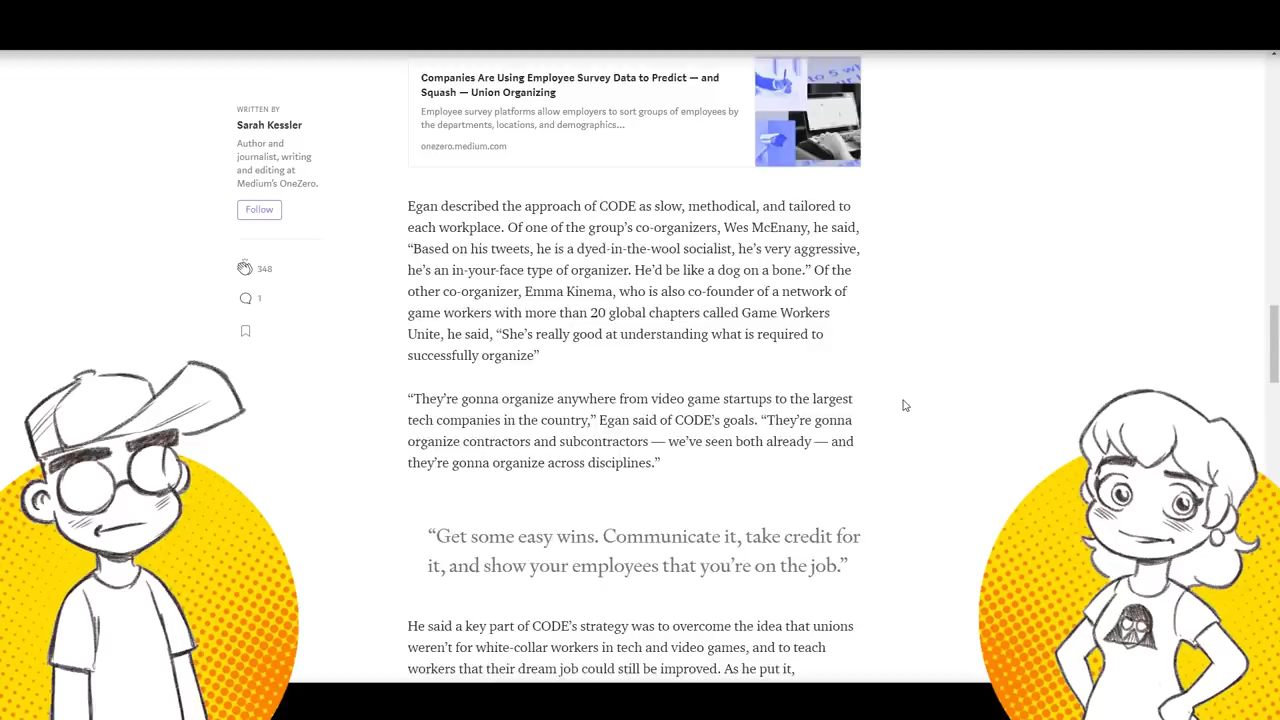 Companies Are Using Employee Survey Data to Predict — and
Squash — Union Organizing
Employee survey platforms allow employers to sort groups of employees by
the departments, locations, and demographics...
onezero.medium.com
WRITTEN BY
Sarah Kessler
Author and
journalist, writing
and editing at
Medium's OneZero.
Follow
348
1
Egan described the approach of CODE as slow, methodical, and tailored to
each workplace. Of one of the group’s co-organizers, Wes McEnany, he said,
“Based on his tweets, he is a dyed-in-the-wool socialist, he’s very aggressive,
he’s an in-your-face type of organizer. He’d be like a dog on a bone.” Of the
other co-organizer, Emma Kinema, who is also co-founder of a network of
game workers with more than 20 global chapters called Game Workers
Unite, he said, “She’s really good at understanding what is required to
successfully organize”
“They’re gonna organize anywhere from video game startups to the largest
tech companies in the country,” Egan said of CODE’s goals. “They’re gonna
organize contractors and subcontractors — we’ve seen both already — and
they’re gonna organize across disciplines.”
“Get some easy wins. Communicate it, take credit for
it, and show your employees that you’re on the job.”
He said a key part of CODE’s strategy was to overcome the idea that unions
weren’t for white-collar workers in tech and video games, and to teach
workers that their dream job could still be improved. As he put it,